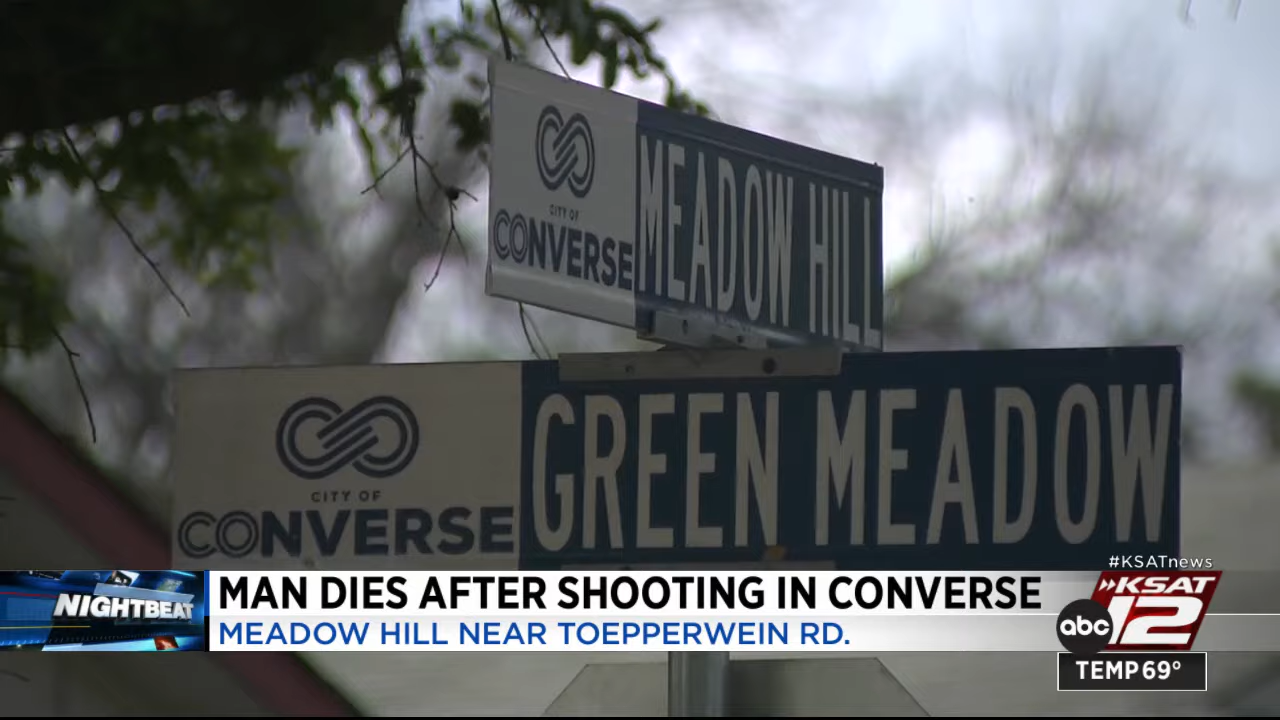 CITY OF
CONVERSE
MEADOW HILL
CITY OF
CONVERSE
GREEN MEADOW
#KSATnews
NIGHTBEAT
MAN DIES AFTER SHOOTING IN CONVERSE
MEADOW HILL NEAR TOEPPERWEIN RD.
KSAT
abc 12
TEMP 69°